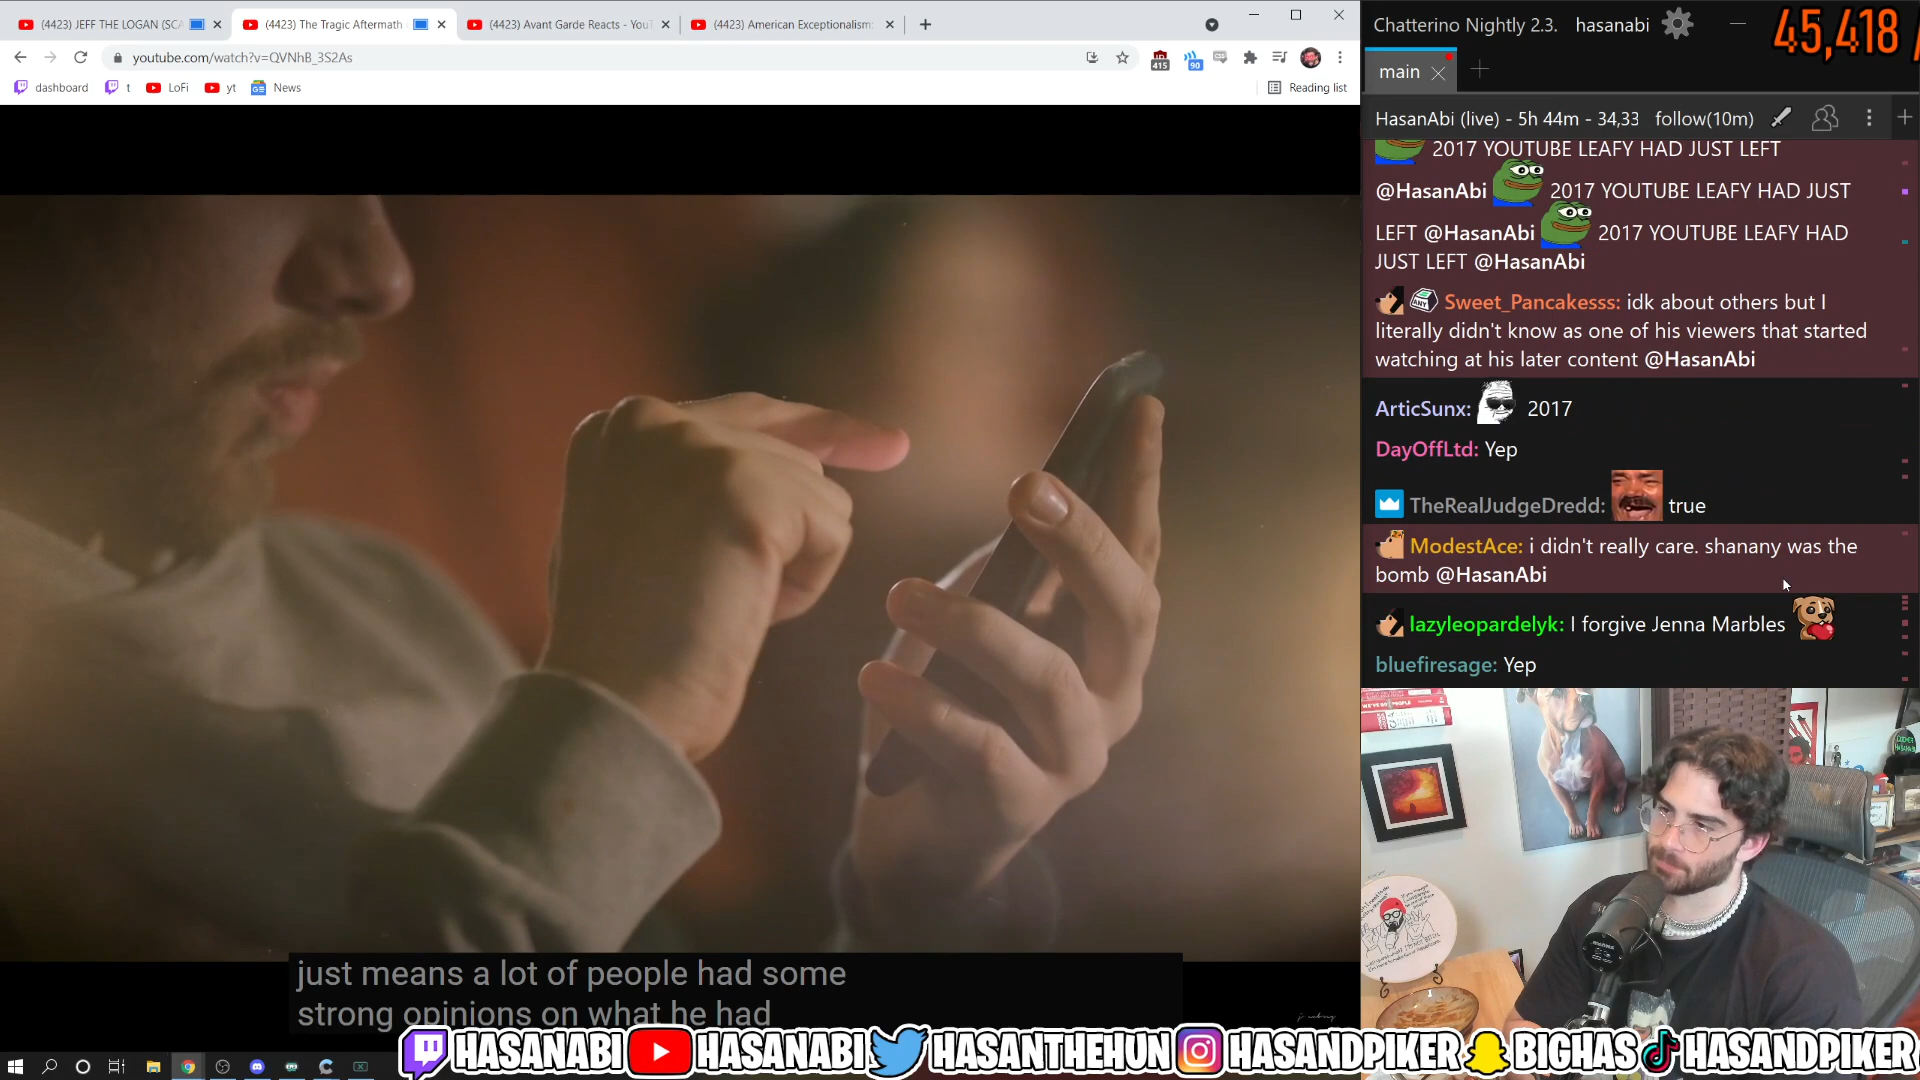 (4423) JEFF THE LOGAN (SCA
(4423) The Tragic Aftermath
(4423) Avant Garde Reacts - YouT
(4423) American Exceptionalism:
youtube.com/watch?v=QVNhB_3S2As
415
90
dashboard
t
LoFi
yt
News
Reading list
just means a lot of people had some
strong opinions on what he had
Chatterino Nightly 2.3.
hasanabi
45,418 /
main
HasanAbi (live) - 5h 44m - 34,33
follow(10m)
2017 YOUTUBE LEAFY HAD JUST LEFT
@HasanAbi 2017 YOUTUBE LEAFY HAD JUST
LEFT @HasanAbi 2017 YOUTUBE LEAFY HAD
JUST LEFT @HasanAbi
Sweet_Pancakesss: idk about others but I
literally didn't know as one of his viewers that started
watching at his later content @HasanAbi
ArticSunx: 2017
DayOffLtd: Yep
TheRealJudgeDredd: true
ModestAce: i didn't really care. shanany was the
bomb @HasanAbi
lazyleopardelyk: I forgive Jenna Marbles
bluefiresage: Yep
HASANABI HASANABI HASANTHEHUN HASANDPIKER BIGHAS HASANDPIKER